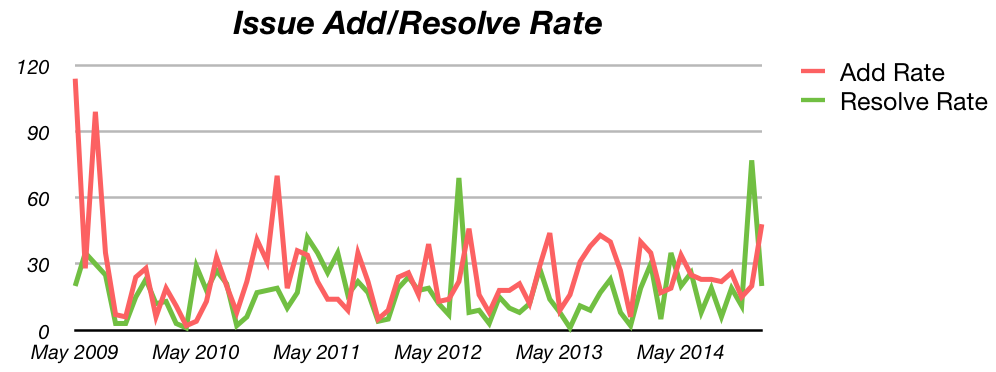 Issue Add/Resolve Rate
120
90
60
30
0
May 2009 May 2010 May 2011 May 2012 May 2013 May 2014
Add Rate
Resolve Rate